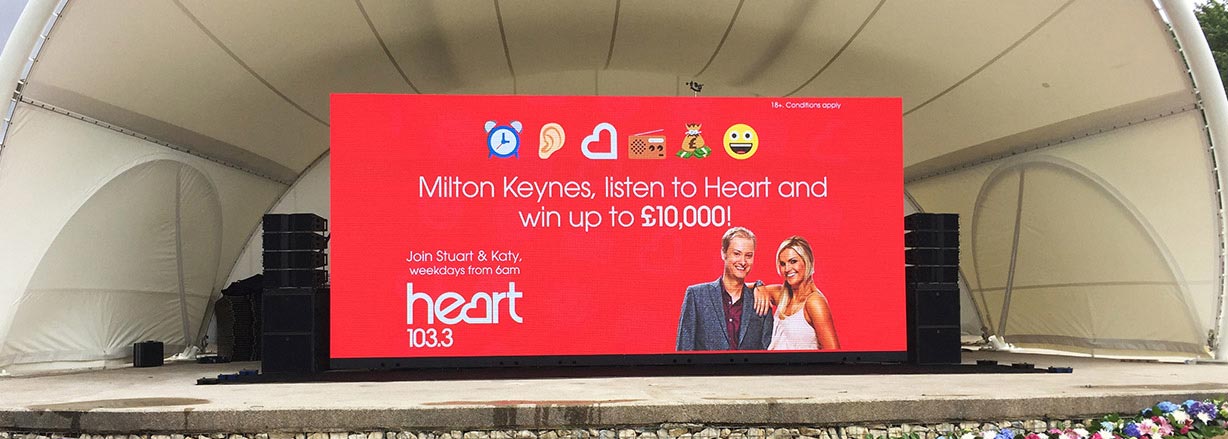 18+. Conditions apply
Milton Keynes, listen to Heart and
win up to £10,000!
Join Stuart & Katy,
weekdays from 6am
heart
103.3